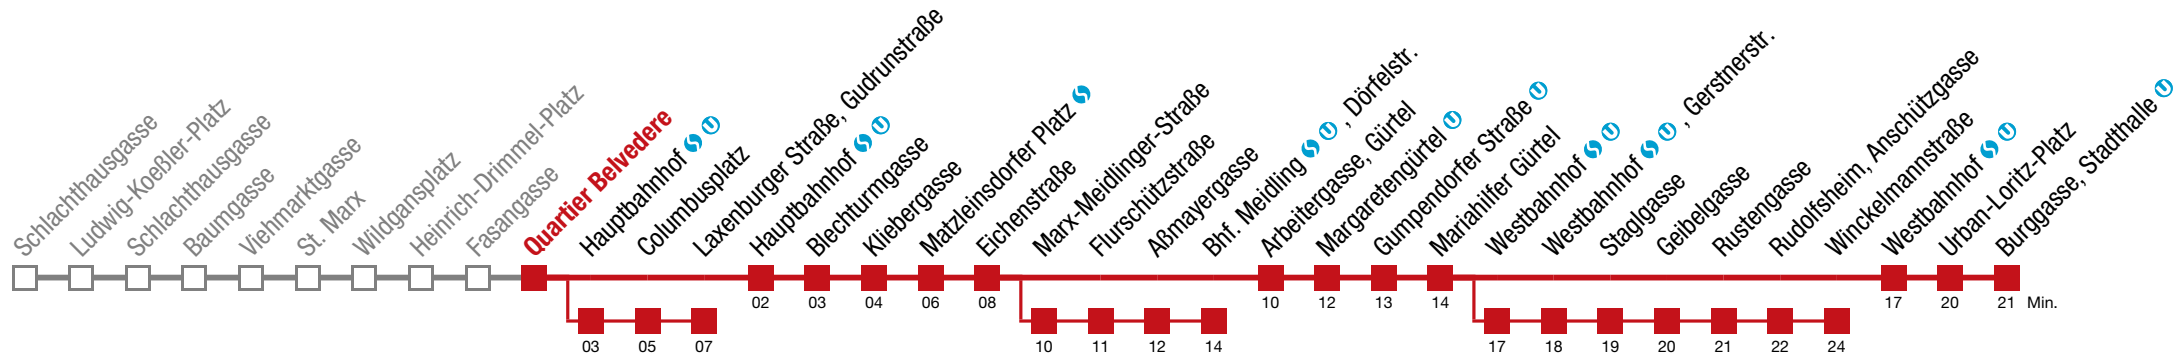 Schlachthausgasse
Ludwig-Koeßler-Platz
Schlachthausgasse
Baumgasse
Viehmarktgasse
St. Marx
Wildgansplatz
Heinrich-Drimmel-Platz
Fasangasse
Quartier Belvedere
Hauptbahnhof S U
Columbusplatz
Laxenburger Straße, Gudrunstraße
Hauptbahnhof S U
Blechturmgasse
Kliebergasse
Matzleinsdorfer Platz S
Eichenstraße
Marx-Meidlinger-Straße
Flurschützstraße
Aßmayergasse
Bhf. Meidling S U , Dörfelstr.
Arbeitergasse, Gürtel
Margaretengürtel U
Gumpendorfer Straße U
Mariahilfer Gürtel
Westbahnhof S U
Westbahnhof S U , Gerstnerstr.
Staglgasse
Geibelgasse
Rustengasse
Rudolfsheim, Anschützgasse
Winckelmannstraße
Westbahnhof S U
Urban-Loritz-Platz
Burggasse, Stadthalle U
02 03 04 06 08 10 12 13 14 17 20 21 Min.
03 05 07 10 11 12 14 17 18 19 20 21 22 24